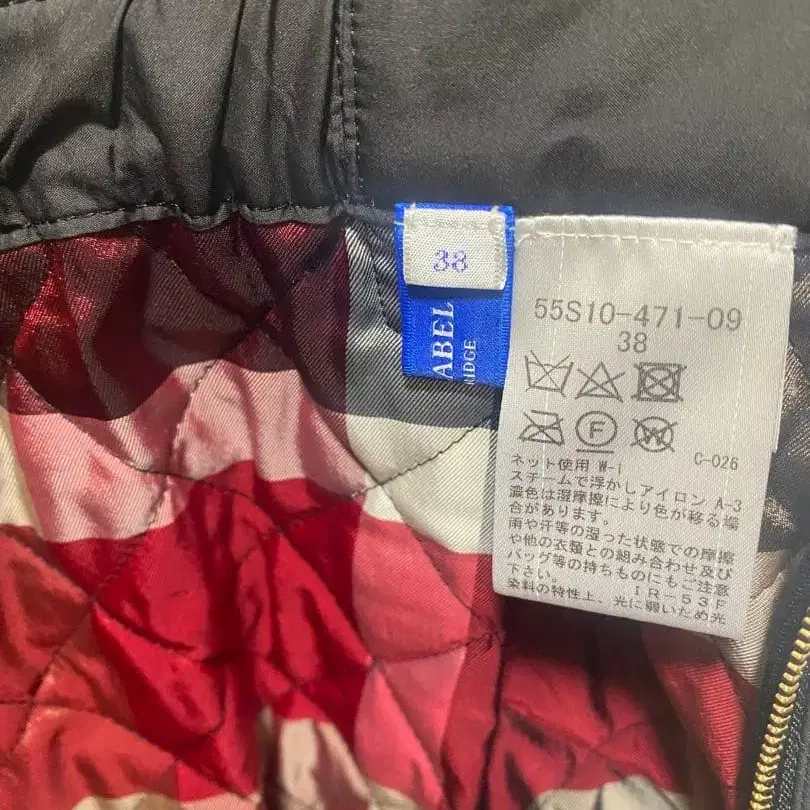 38
ABEL
IDGE
55S10-471-09
38
F
W
C-026
ネット使用 W-i
スチームで浮かしアイロン A-3
濃色は湿摩擦により色が移る場
合があります。
雨や汗等の湿った状態での摩擦
や他の衣類との組み合わせ及び
バッグ等の持ちものにもご注意
下さい。 IR-53F
染料の特性上、光に弱いため光